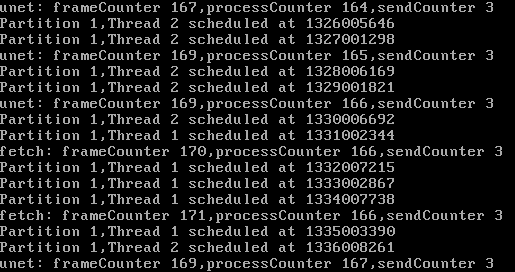 unet: frameCounter 167,processCounter 164,sendCounter 3
Partition 1,Thread 2 scheduled at 1326005646
Partition 1,Thread 2 scheduled at 1327001298
unet: frameCounter 169,processCounter 165,sendCounter 3
Partition 1,Thread 2 scheduled at 1328006169
Partition 1,Thread 2 scheduled at 1329001821
unet: frameCounter 169,processCounter 166,sendCounter 3
Partition 1,Thread 2 scheduled at 1330006692
Partition 1,Thread 1 scheduled at 1331002344
fetch: frameCounter 170,processCounter 166,sendCounter 3
Partition 1,Thread 1 scheduled at 1332007215
Partition 1,Thread 1 scheduled at 1333002867
Partition 1,Thread 1 scheduled at 1334007738
fetch: frameCounter 171,processCounter 166,sendCounter 3
Partition 1,Thread 1 scheduled at 1335003390
Partition 1,Thread 2 scheduled at 1336008261
unet: frameCounter 169,processCounter 167,sendCounter 3